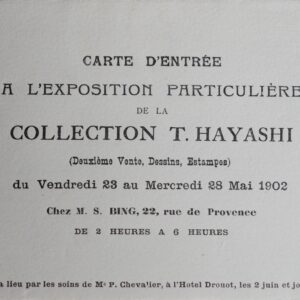 CARTE D'ENTRÉE
A L'EXPOSITION PARTICULIÈRE
DE LA
COLLECTION T. HAYASHI
(Deuxième Vente, Dessins, Estampes)
du Vendredi 23 au Mercredi 28 Mai 1902
Chez M. S. BING, 22, rue de Provence
DE 2 HEURES A 6 HEURES
a lieu par les soins de Me P. Chevalier, à l'Hotel Drouot, les 2 juin et